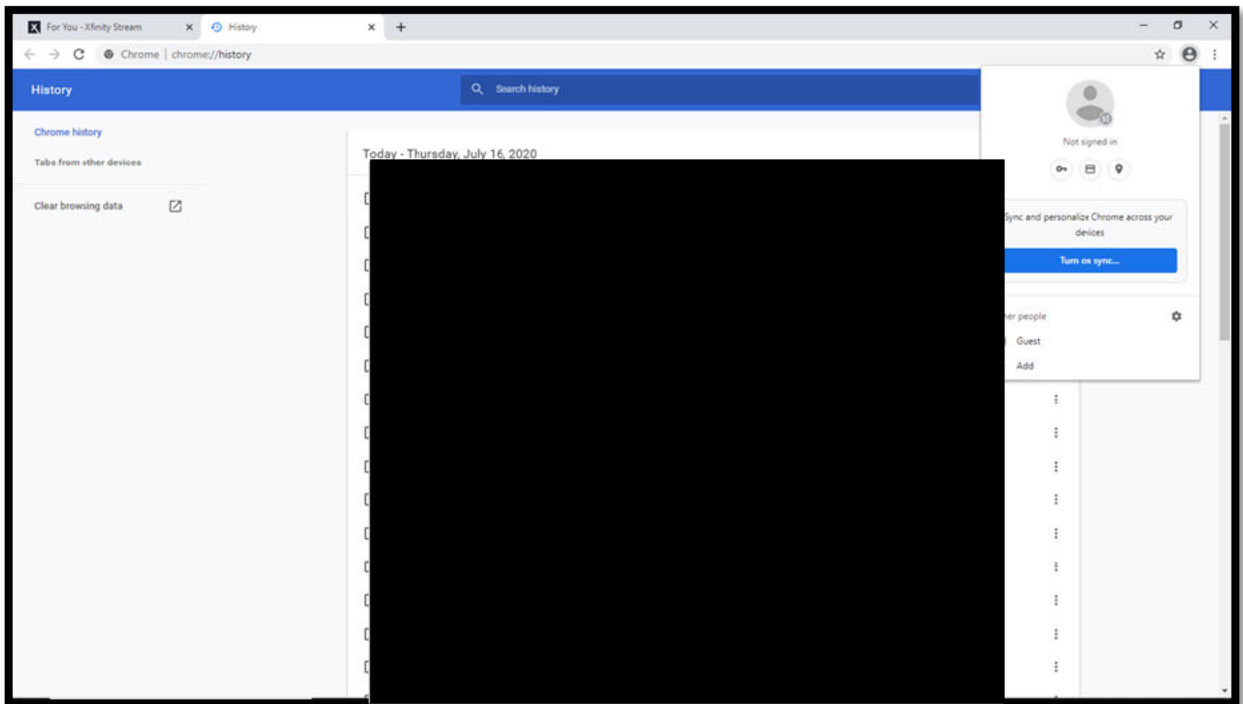 For You - Xfinity Stream
History
Chrome | chrome://history
History
Search history
Chrome history
Tabs from other devices
Clear browsing data
Today - Thursday, July 16, 2020
Not signed in
Sync and personalize Chrome across your
devices
Turn on sync...
her people
Guest
Add